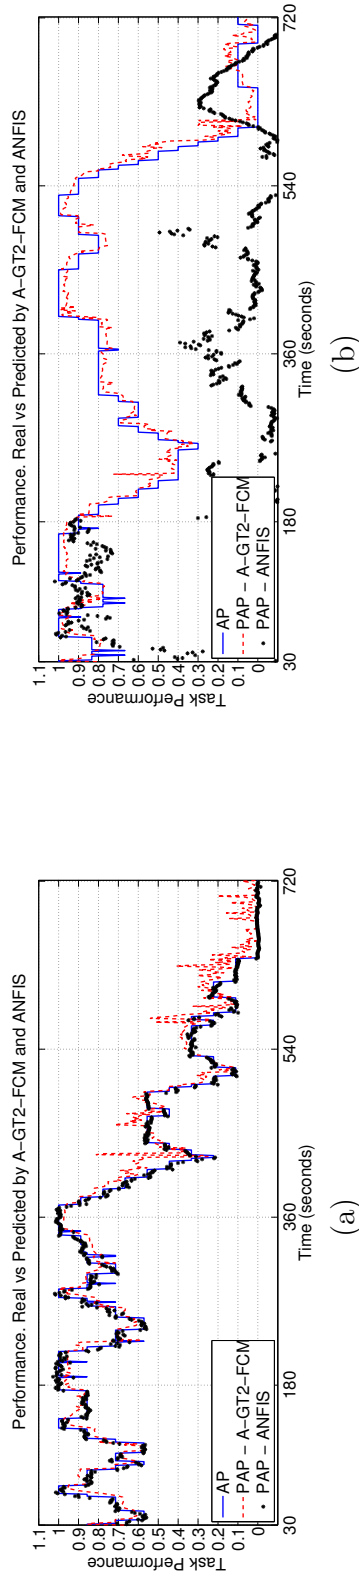 Performance. Real vs Predicted by A−GT2−FCM and ANFIS
1.1
1
0.9
0.8
0.7
0.6
0.5
0.4
0.3
0.2
0.1
0
Task Performance
AP
PAP − A−GT2−FCM
PAP − ANFIS
30
180
360
540
720
Time (seconds)
(a)
Performance. Real vs Predicted by A−GT2−FCM and ANFIS
1.1
1
0.9
0.8
0.7
0.6
0.5
0.4
0.3
0.2
0.1
0
Task Performance
AP
PAP − A−GT2−FCM
PAP − ANFIS
30
180
360
540
720
Time (seconds)
(b)